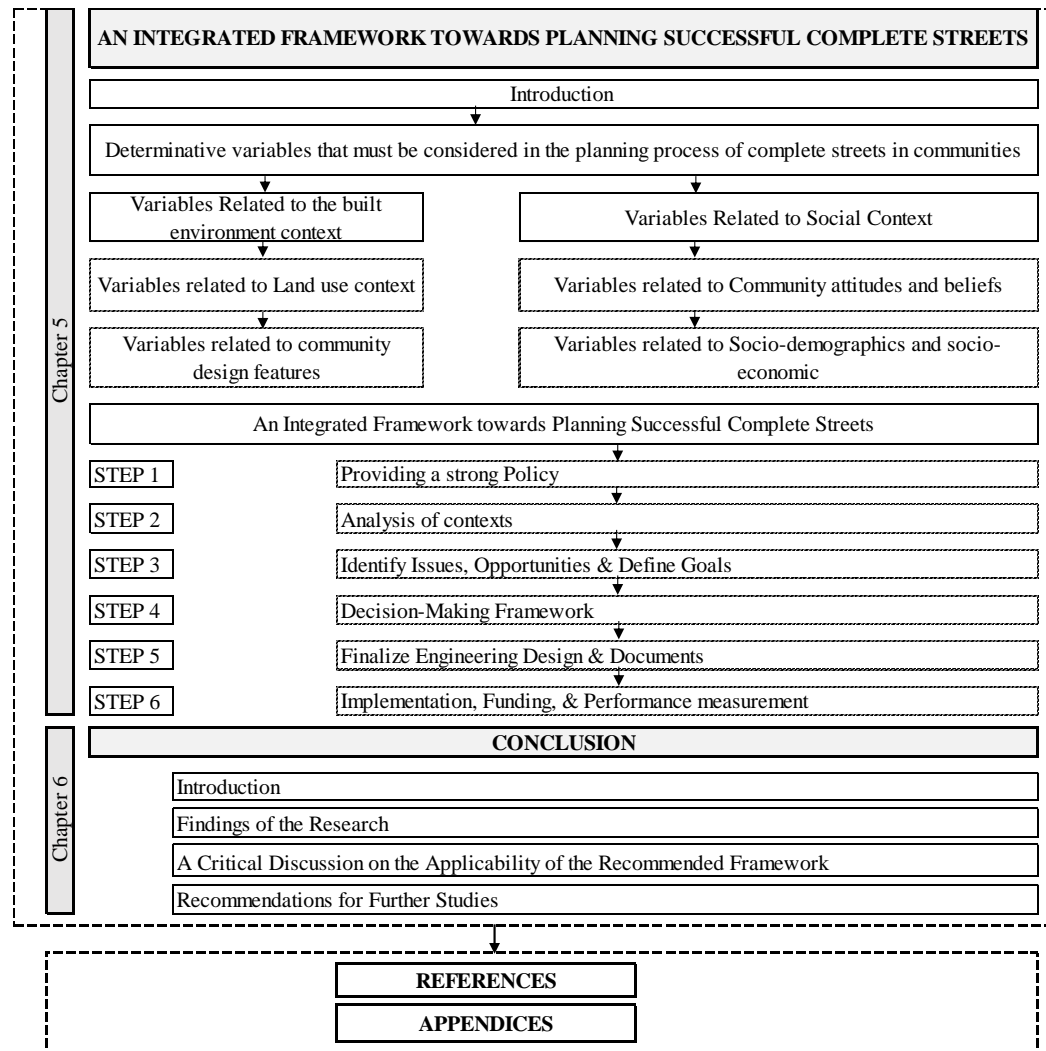 Chapter 5
AN INTEGRATED FRAMEWORK TOWARDS PLANNING SUCCESSFUL COMPLETE STREETS
Introduction
Determinative variables that must be considered in the planning process of complete streets in communities
Variables Related to the built
environment context
Variables Related to Social Context
Variables related to Land use context
Variables related to Community attitudes and beliefs
Variables related to community
design features
Variables related to Socio-demographics and socio-
economic
An Integrated Framework towards Planning Successful Complete Streets
STEP 1
Providing a strong Policy
STEP 2
Analysis of contexts
STEP 3
Identify Issues, Opportunities & Define Goals
STEP 4
Decision-Making Framework
STEP 5
Finalize Engineering Design & Documents
STEP 6
Implementation, Funding, & Performance measurement
Chapter 6
CONCLUSION
Introduction
Findings of the Research
A Critical Discussion on the Applicability of the Recommended Framework
Recommendations for Further Studies
REFERENCES
APPENDICES